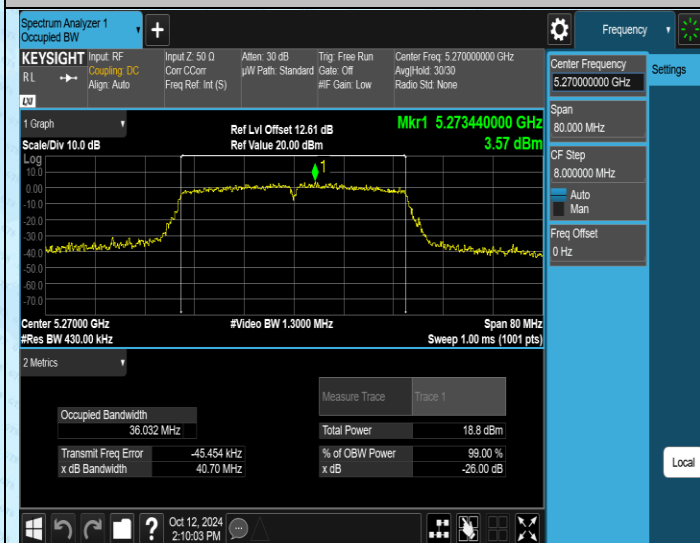 Spectrum Analyzer 1
Occupied BW
Frequency
KEYSIGHT
RL
LXI
Input: RF
Coupling: DC
Align: Auto
Input Z: 50 Ω
Corr CCorr
Freq Ref: Int (S)
Atten: 30 dB
µW Path: Standard
Trig: Free Run
Gate: Off
#IF Gain: Low
Center Freq: 5.270000000 GHz
Avg|Hold: 30/30
Radio Std: None
Center Frequency
5.270000000 GHz
Settings
Span
80.000 MHz
CF Step
8.000000 MHz
Auto
Man
Freq Offset
0 Hz
Local
1 Graph
Scale/Div 10.0 dB
Ref Lvl Offset 12.61 dB
Ref Value 20.00 dBm
Mkr1 5.273440000 GHz
3.57 dBm
Log
10.0
0.00
-10.0
-20.0
-30.0
-40.0
-50.0
-60.0
-70.0
1
Center 5.27000 GHz
#Res BW 430.00 kHz
#Video BW 1.3000 MHz
Span 80 MHz
Sweep 1.00 ms (1001 pts)
2 Metrics
Measure Trace
Trace 1
Occupied Bandwidth
36.032 MHz
Total Power
18.8 dBm
Transmit Freq Error
-45.454 kHz
% of OBW Power
99.00 %
x dB Bandwidth
40.70 MHz
x dB
-26.00 dB
?
Oct 12, 2024
2:10:03 PM